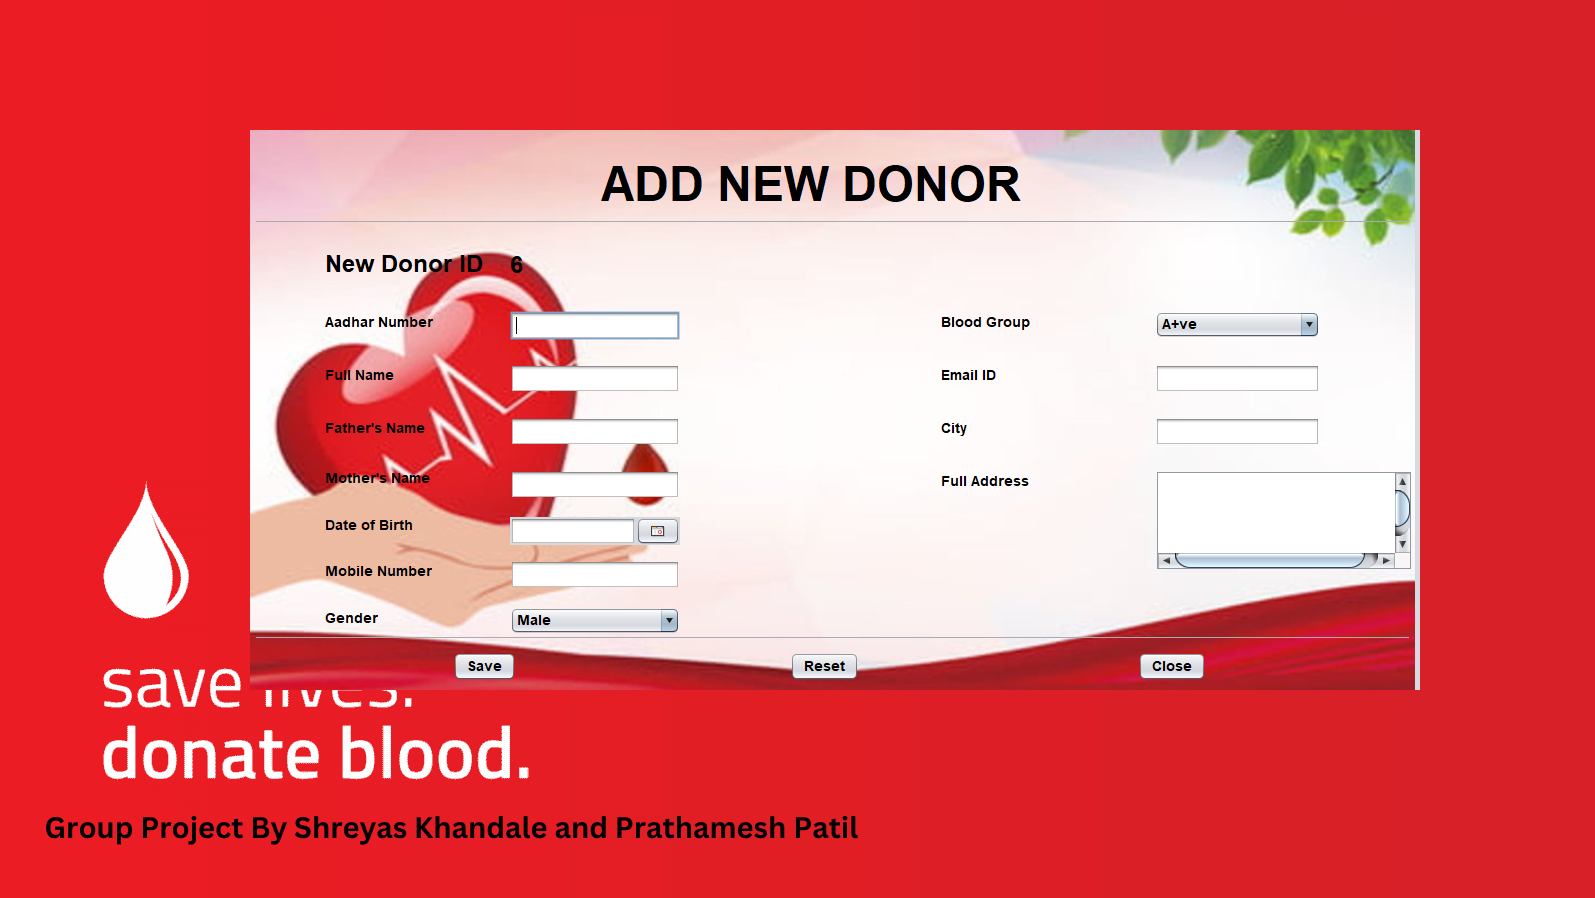 ADD NEW DONOR
New Donor ID 6
Aadhar Number
Full Name
Father's Name
Mother's Name
Date of Birth
Mobile Number
Gender Male
Blood Group A+ve
Email ID
City
Full Address
Save Reset Close
save lives.
donate blood.
Group Project By Shreyas Khandale and Prathamesh Patil